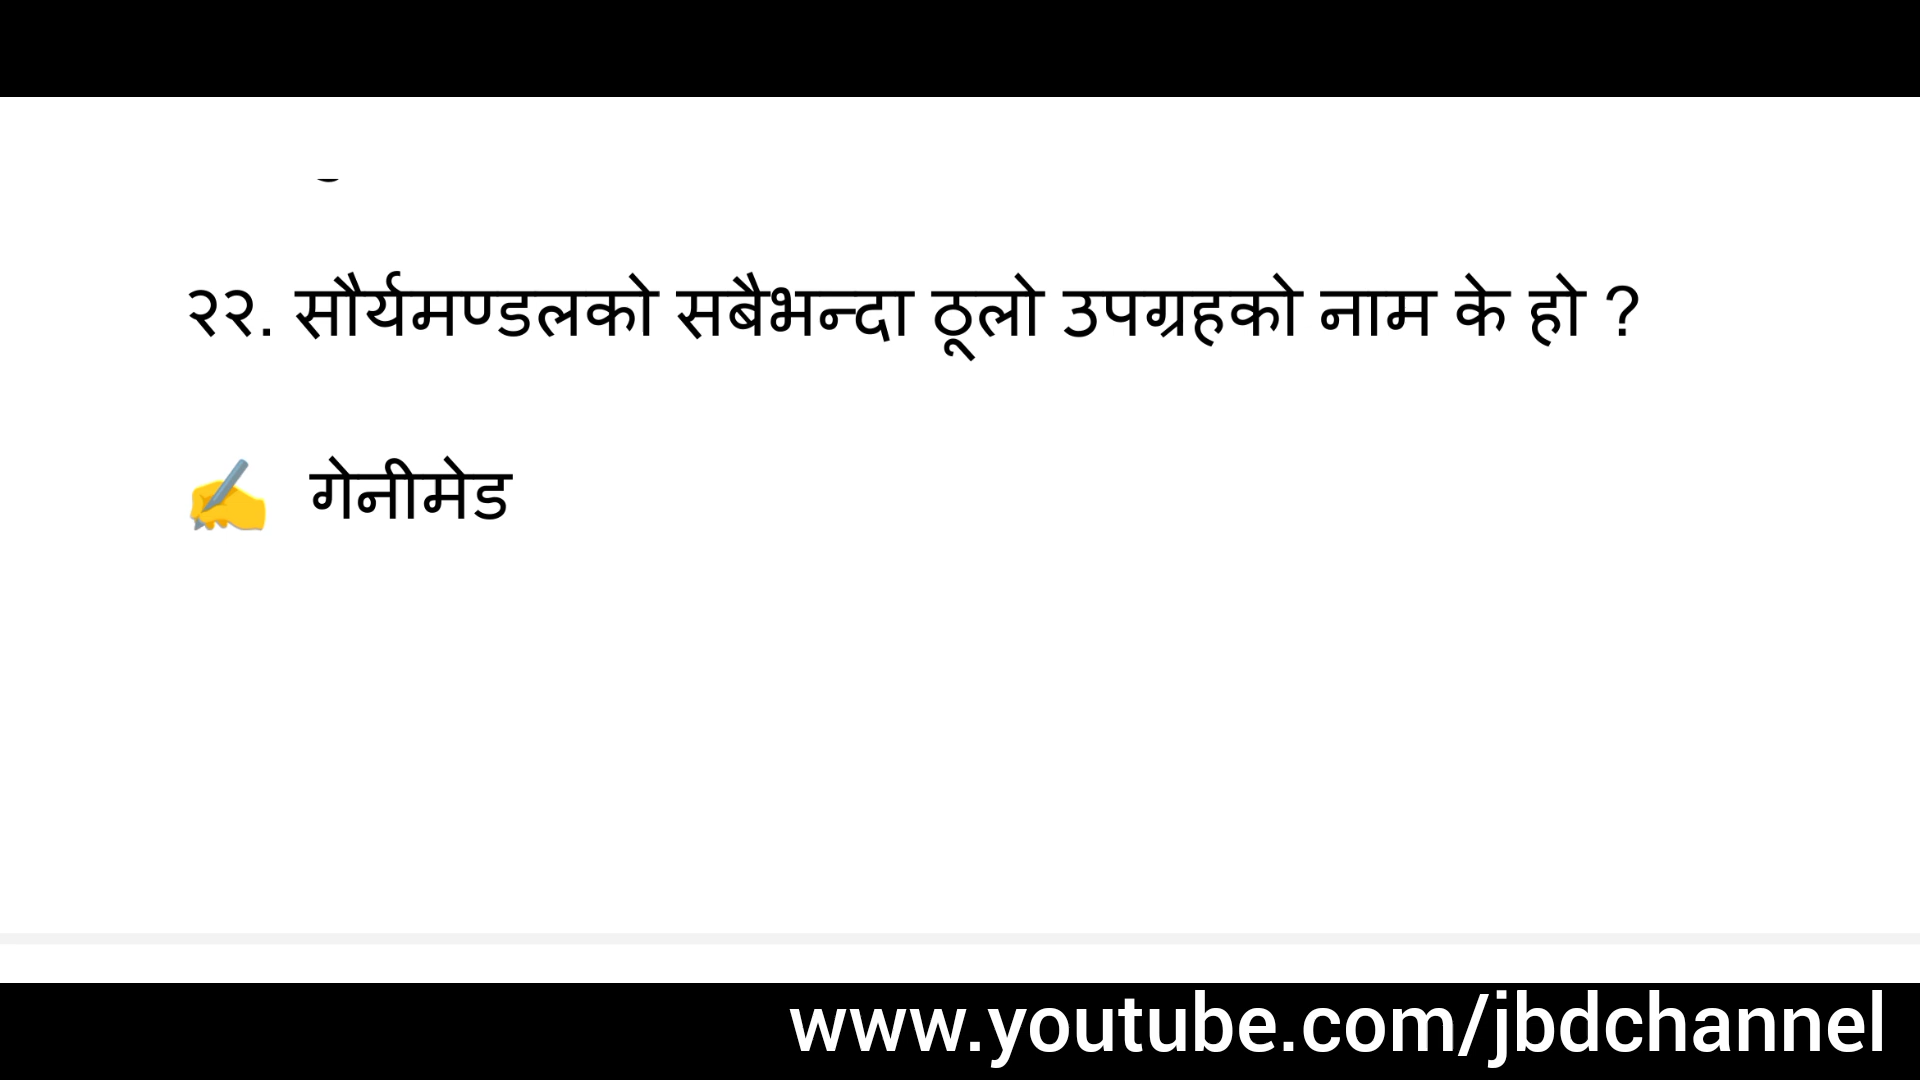 २२. सौर्यमण्डलको सबैभन्दा ठूलो उपग्रहको नाम के हो ?
✍ गेनीमेड
www.youtube.com/jbdchannel